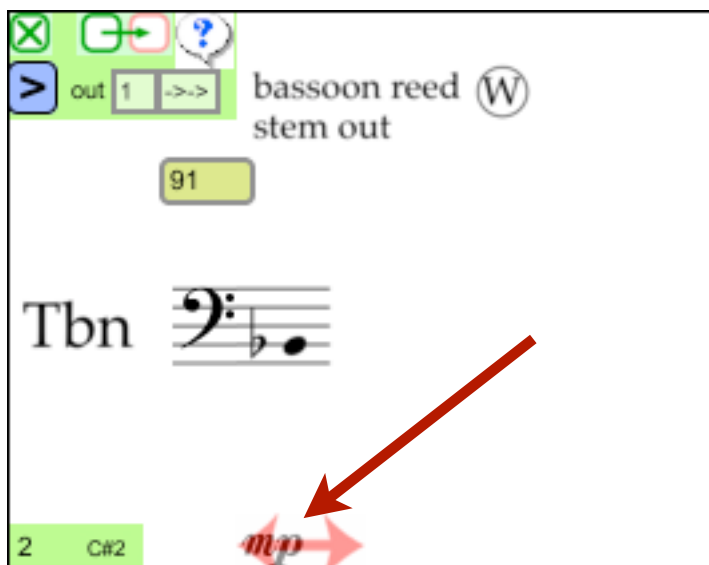 ?
> out 1 ->->
bassoon reed W
stem out
91
Tbn
2 C#2 mp